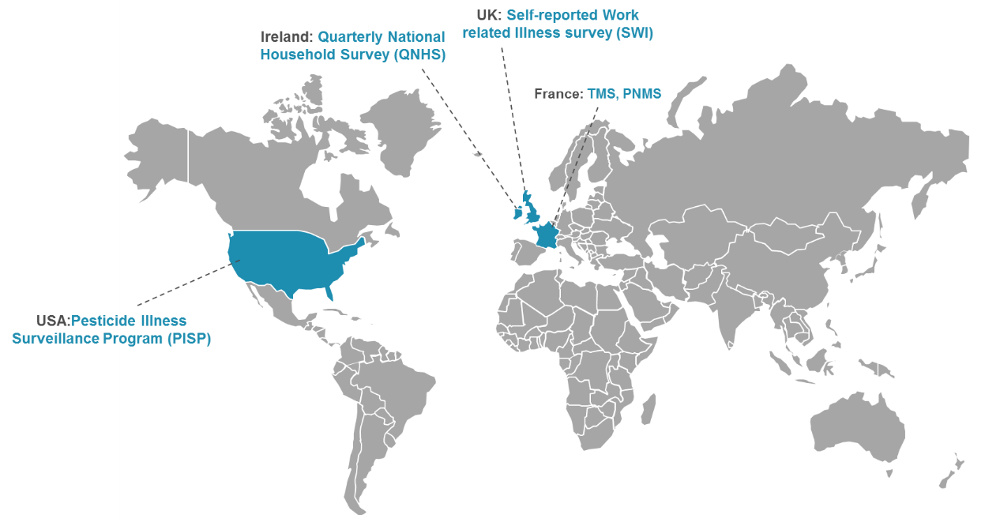 UK: Self-reported Work
related Illness survey (SWI)
Ireland: Quarterly National
Household Survey (QNHS)
France: TMS, PNMS
USA:Pesticide Illness
Surveillance Program (PISP)